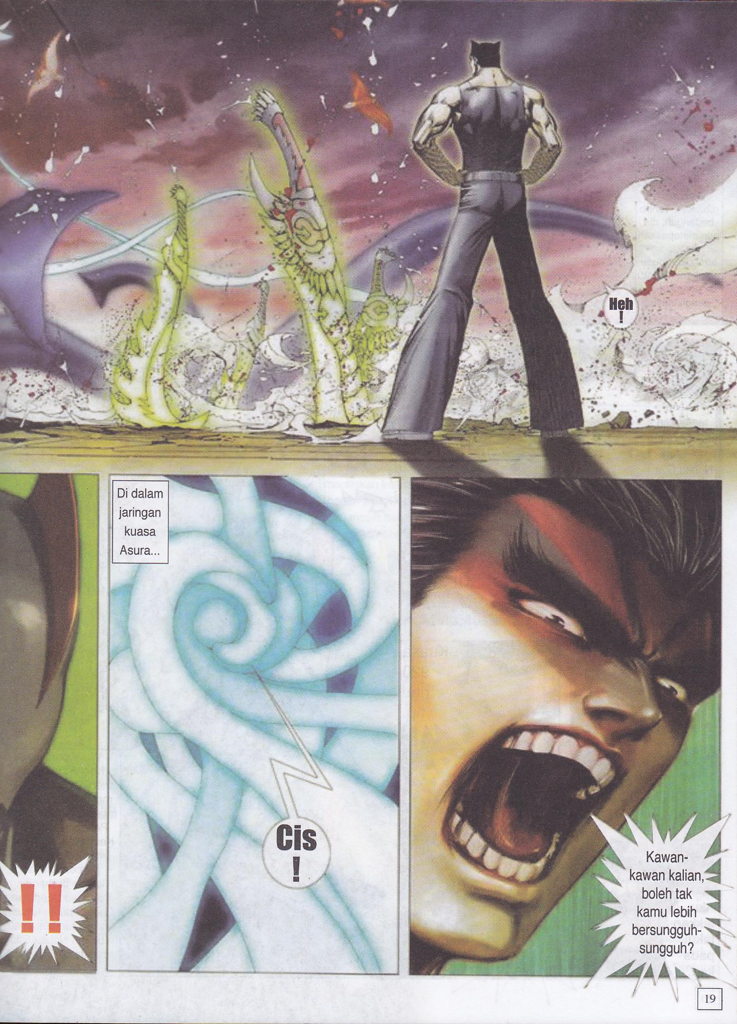 Heh
!
!!
Di dalam
jaringan
kuasa
Asura...
Cis
!
Kawan-
kawan kalian,
boleh tak
kamu lebih
bersungguh-
sungguh?
19